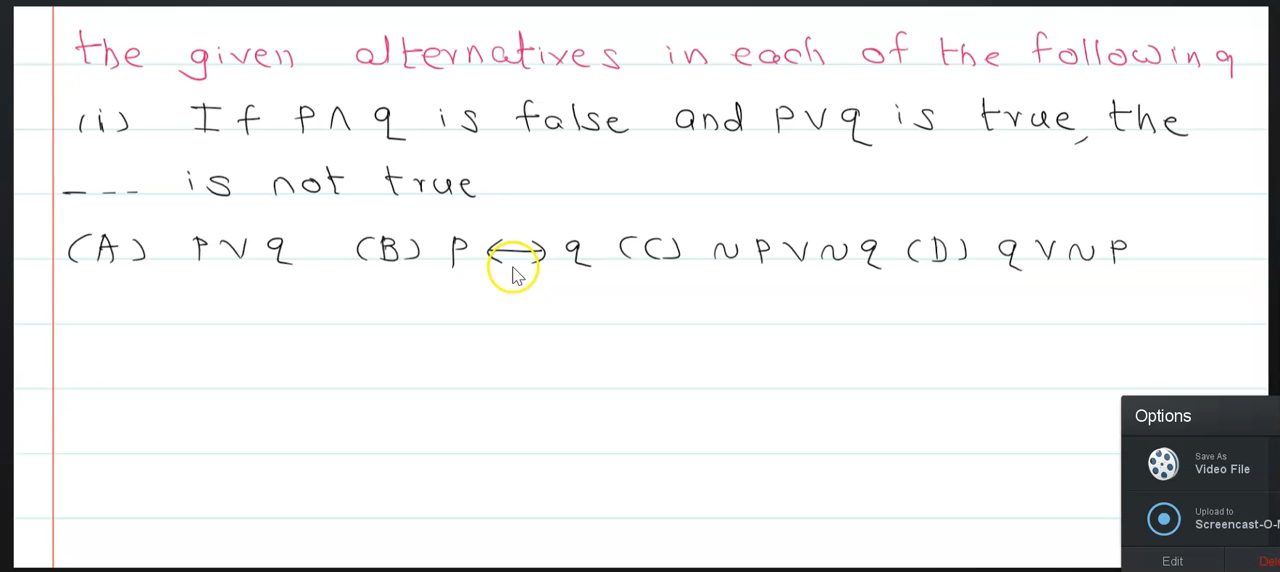 the given alternatives in each of the following
(i) If p ∧ q is false and p ∨ q is true, the
--- is not true
(A) p ∨ q (B) p ↔ q (C) ~ p ∨ ~ q (D) q ∨ ~ p
Options
Save As
Video File
Upload to
Screencast-O-
Edit